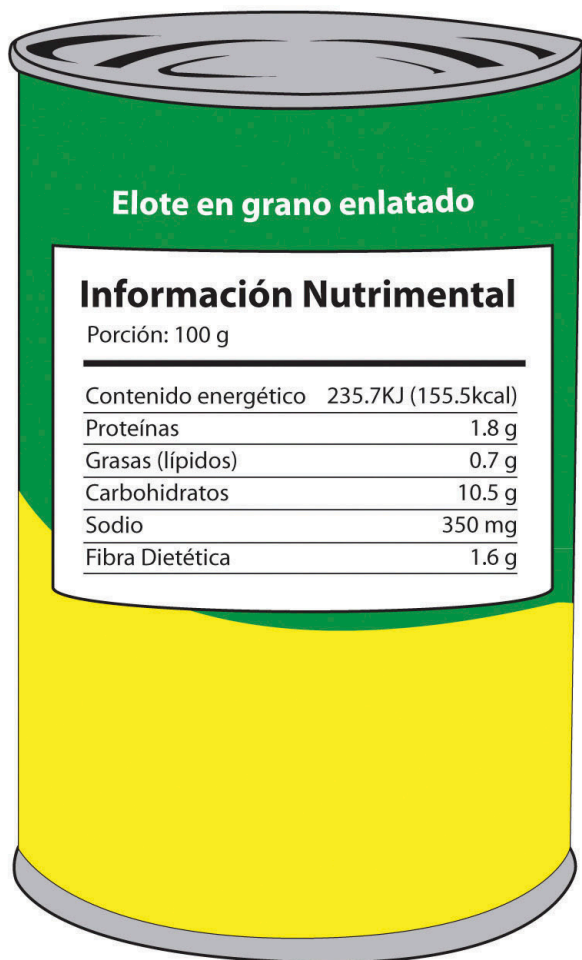 Elote en grano enlatado
Información Nutrimental
Porción: 100 g
Contenido energético 235.7KJ (155.5kcal)
Proteínas 1.8 g
Grasas (lípidos) 0.7 g
Carbohidratos 10.5 g
Sodio 350 mg
Fibra Dietética 1.6 g